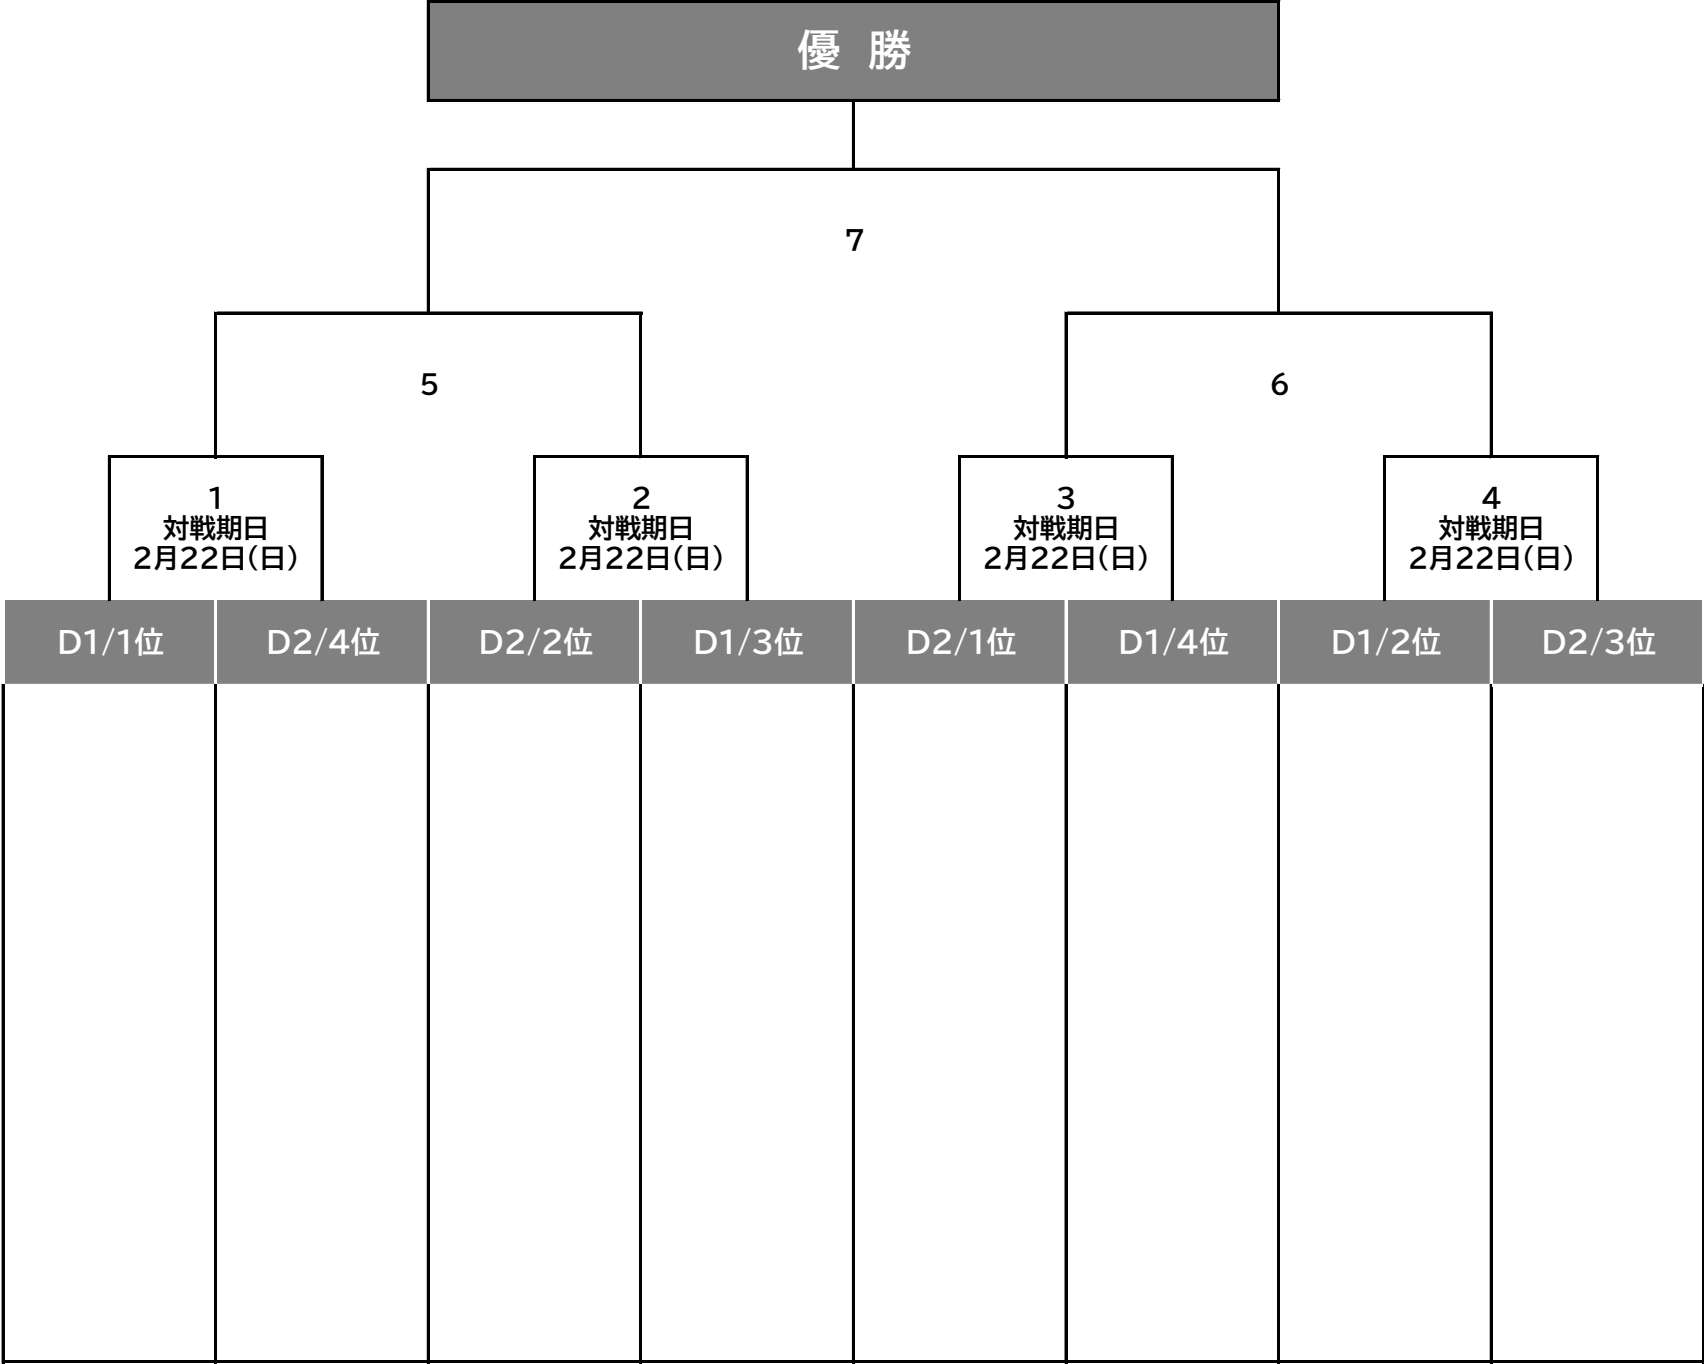 優 勝
7
5
6
1
対戦期日
2月22日(日)
2
対戦期日
2月22日(日)
3
対戦期日
2月22日(日)
4
対戦期日
2月22日(日)
D1/1位
D2/4位
D2/2位
D1/3位
D2/1位
D1/4位
D1/2位
D2/3位